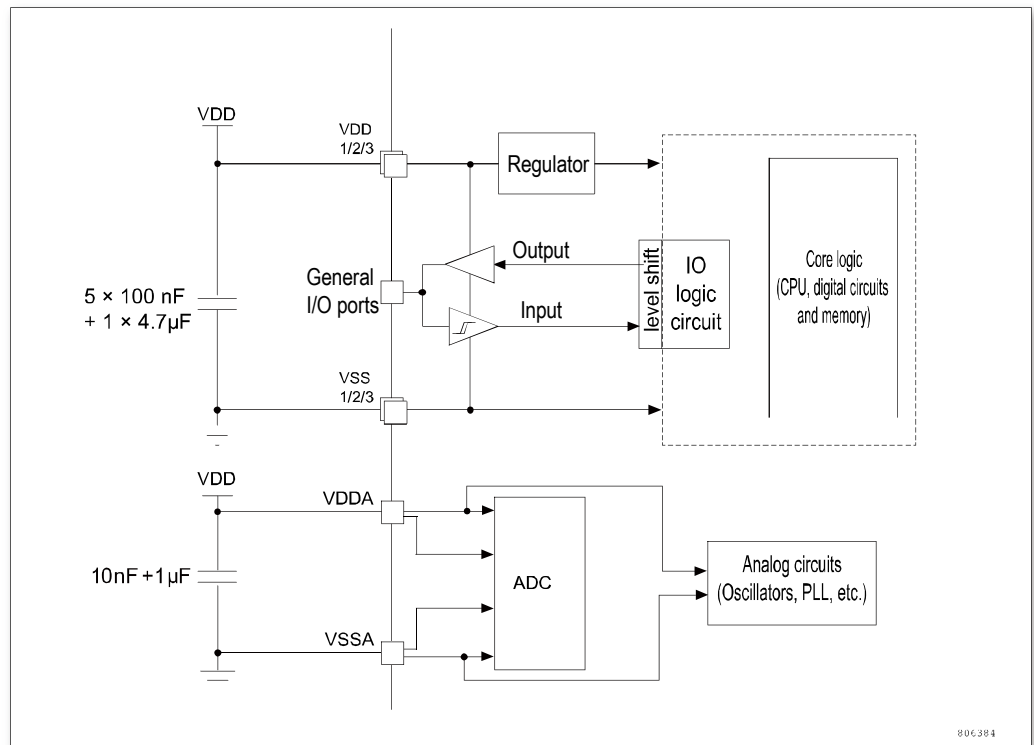 VDD
VDD
1/2/3
Regulator
Output
General
I/O ports
level shift
IO
logic
circuit
Core logic
(CPU, digital circuits
and memory)
5 × 100 nF
+ 1 × 4.7µF
Input
VSS
1/2/3
VDD
VDDA
10nF +1µF
ADC
Analog circuits
(Oscillators, PLL, etc.)
VSSA
806384